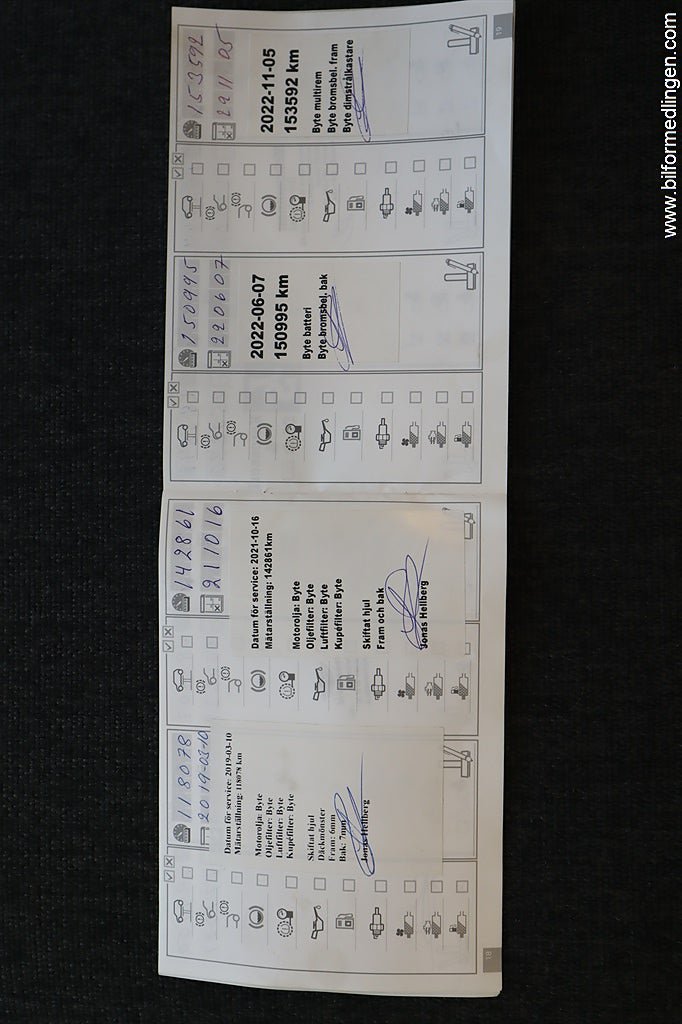 www.bilformedlingen.com
118078
2019-03-10
Datum för service: 2019-03-10
Mätarställning: 118078 km
Motorolja: Byte
Oljefilter: Byte
Luftfilter: Byte
Kupéfilter: Byte
Skiftat hjul
Däckmönster
Fram: 6mm
Bak: 7mm
Jonas Hellberg
18
142861
211016
Datum för service: 2021-10-16
Mätarställning: 142861km
Motorolja: Byte
Oljefilter: Byte
Luftfilter: Byte
Kupéfilter: Byte
Skiftat hjul
Fram och bak
Jonas Hellberg
150995
220607
2022-06-07
150995 km
Byte batteri
Byte bromsbel. bak
153592
2211 05
2022-11-05
153592 km
Byte multirem
Byte bromsbel. fram
Byte dimstrålkastare
19